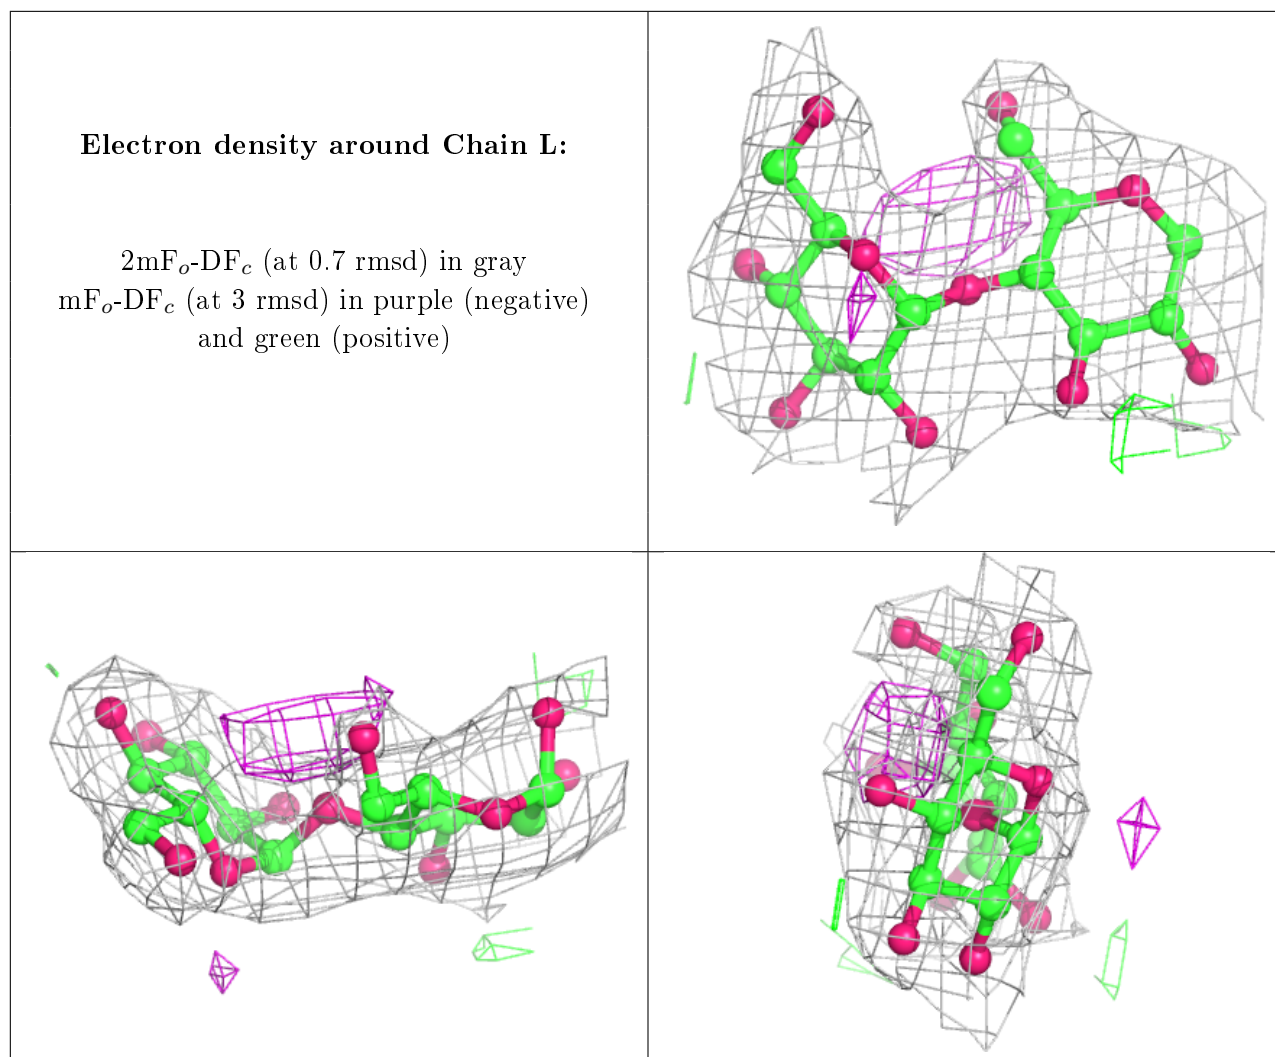 Electron density around Chain L:
2mFₒ-DF𝒸 (at 0.7 rmsd) in gray
mFₒ-DF𝒸 (at 3 rmsd) in purple (negative)
and green (positive)